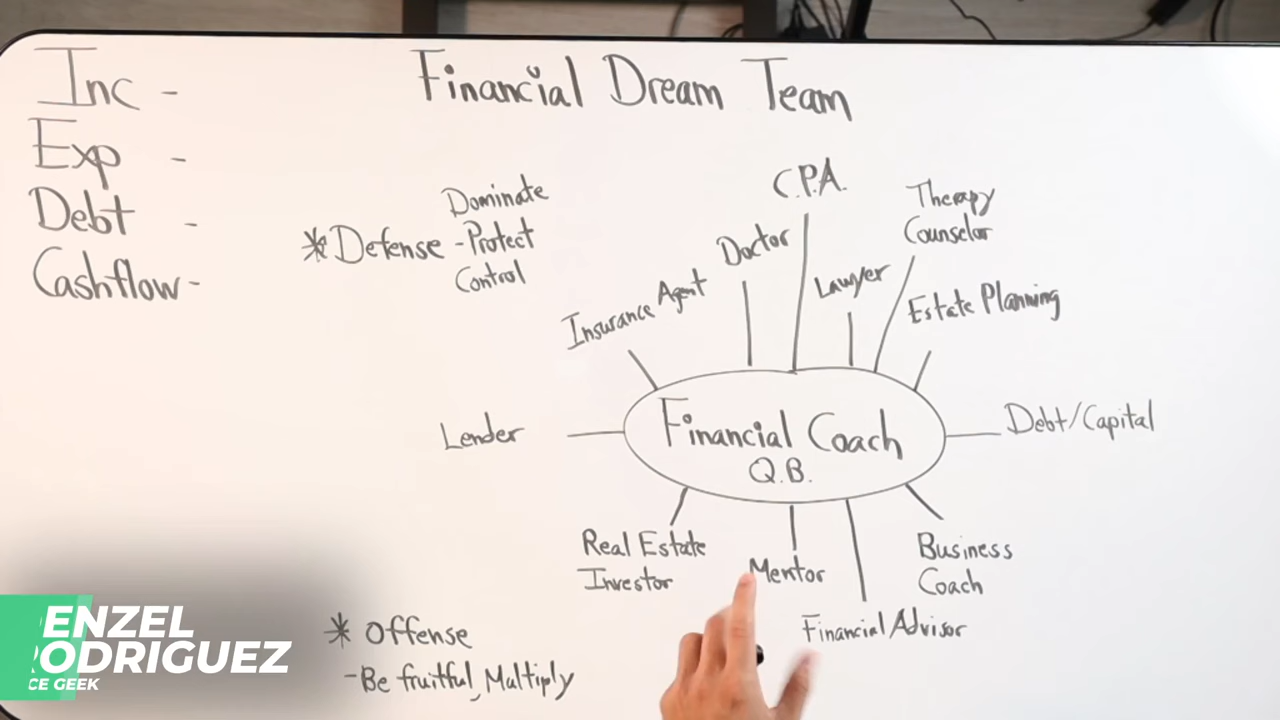 Inc -
Exp -
Debt -
Cashflow -
Financial Dream Team
* Defense -
Dominate
Protect
Control
Insurance Agent
Doctor
C.P.A.
Lawyer
Therapy
Counselor
Estate Planning
Lender
Financial Coach
Q.B.
Debt/Capital
Real Estate
Investor
Mentor
Financial Advisor
Business
Coach
* Offense
- Be fruitful, Multiply
ENZEL
RODRIGUEZ
CE GEEK